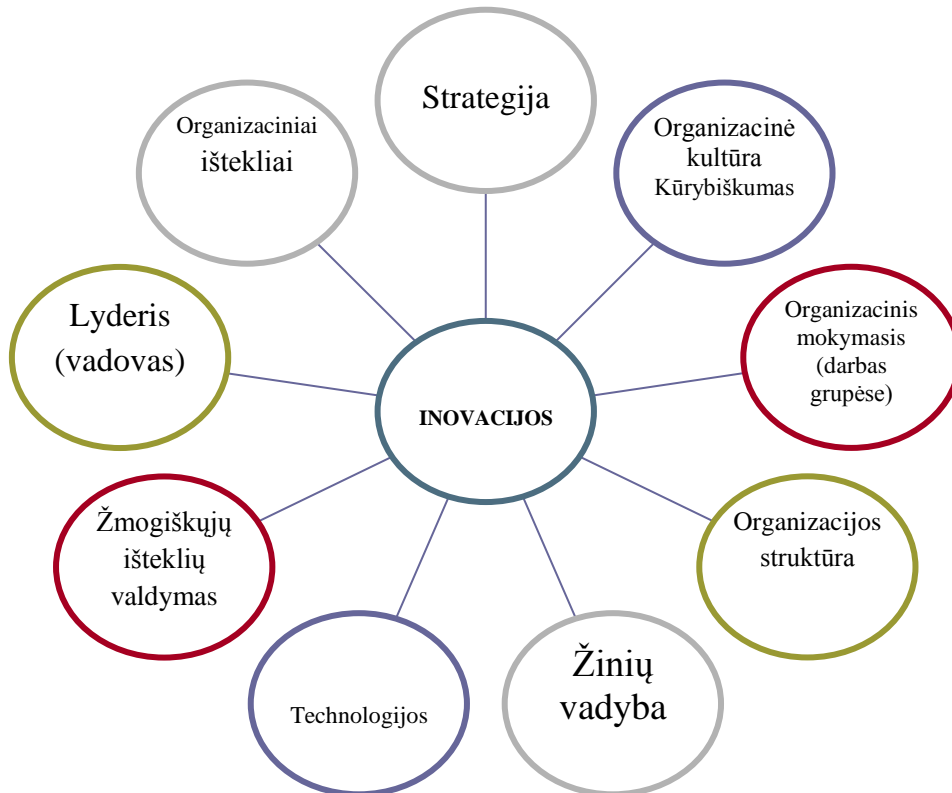 Strategija
Organizacinė
kultūra
Kūrybiškumas
Organizacinis
mokymasis
(darbas
grupėse)
Organizacijos
struktūra
Žinių
vadyba
Technologijos
Žmogiškųjų
išteklių
valdymas
Lyderis
(vadovas)
Organizaciniai
ištekliai
INOVACIJOS